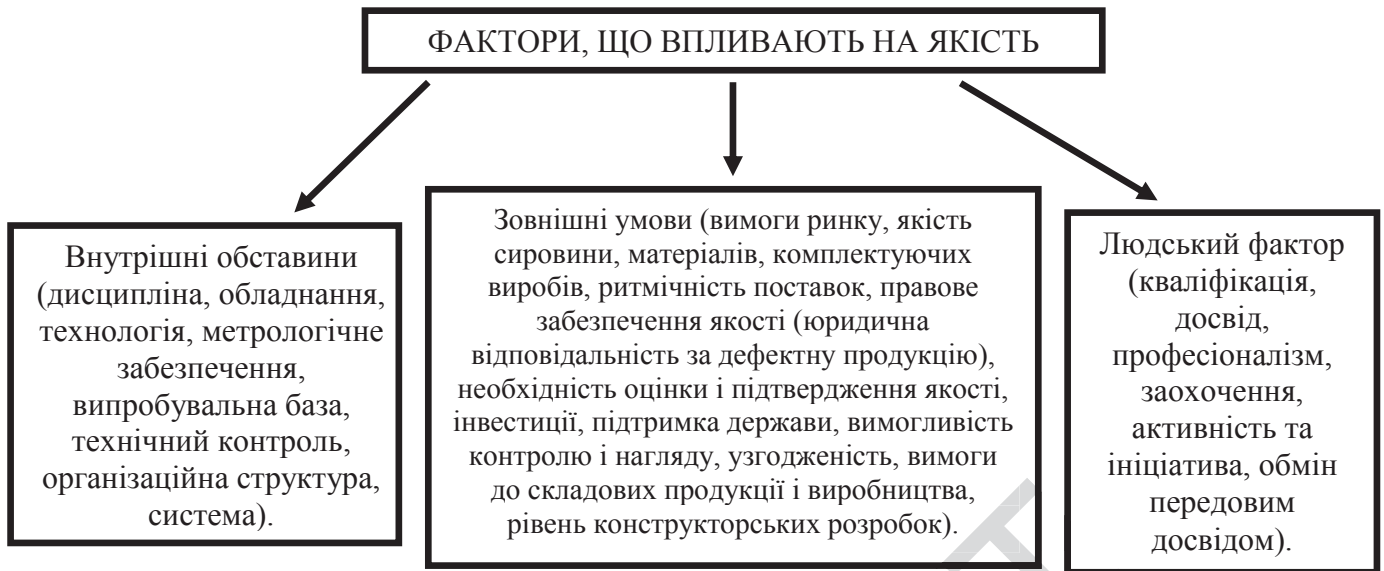 ФАКТОРИ, ЩО ВПЛИВАЮТЬ НА ЯКІСТЬ
Внутрішні обставини
(дисципліна, обладнання,
технологія, метрологічне
забезпечення,
випробувальна база,
технічний контроль,
організаційна структура,
система).
Зовнішні умови (вимоги ринку, якість
сировини, матеріалів, комплектуючих
виробів, ритмічність поставок, правове
забезпечення якості (юридична
відповідальність за дефектну продукцію),
необхідність оцінки і підтвердження якості,
інвестиції, підтримка держави, вимогливість
контролю і нагляду, узгодженість, вимоги
до складових продукції і виробництва,
рівень конструкторських розробок).
Людський фактор
(кваліфікація,
досвід,
професіоналізм,
заохочення,
активність та
ініціатива, обмін
передовим
досвідом).